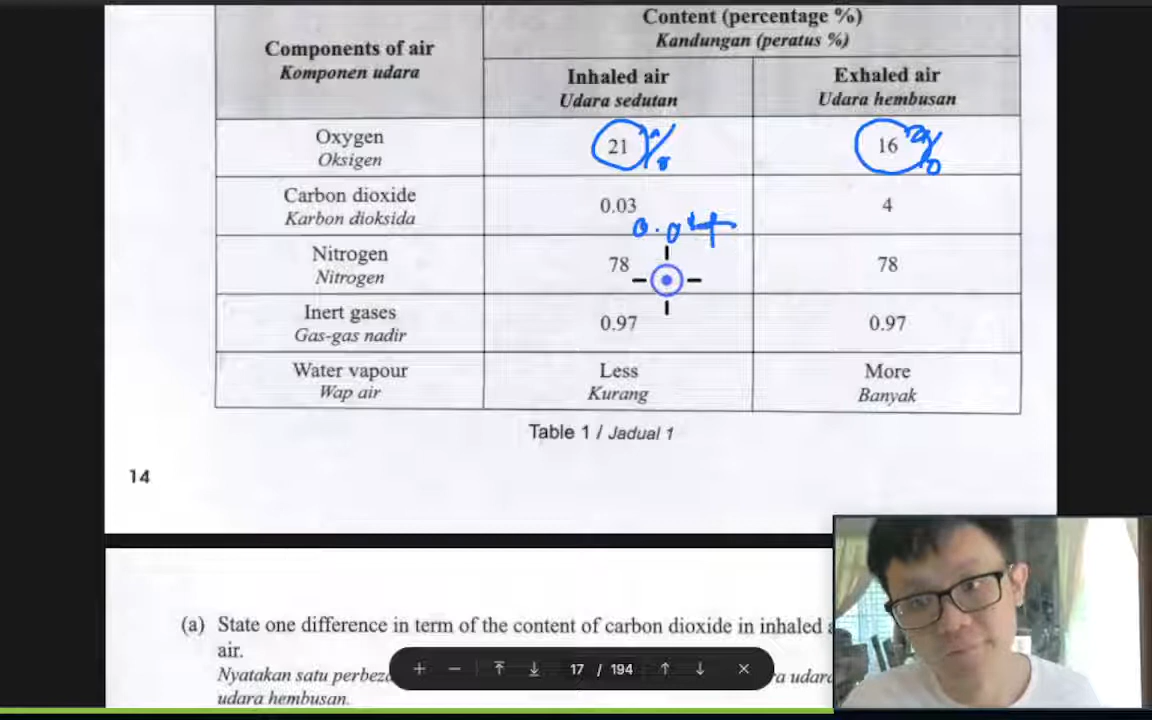 Content (percentage %)
Kandungan (peratus %)
Components of air
Komponen udara
Inhaled air
Udara sedutan
Exhaled air
Udara hembusan
Oxygen
Oksigen
21 %
16 %
Carbon dioxide
Karbon dioksida
0.03
0.04
4
Nitrogen
Nitrogen
78
78
Inert gases
Gas-gas nadir
0.97
0.97
Water vapour
Wap air
Less
Kurang
More
Banyak
Table 1 / Jadual 1
14
(a) State one difference in term of the content of carbon dioxide in inhaled
air.
Nyatakan satu
udara hembusan.
17 / 194